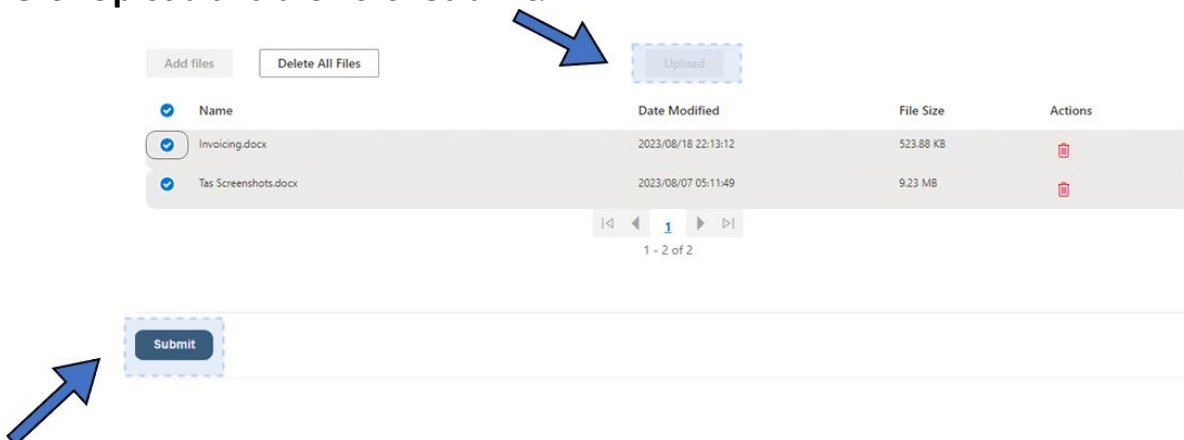 Add files Delete All Files Upload
Name Date Modified File Size Actions
Invoicing.docx 2023/08/18 22:13:12 523.88 KB
Tas Screenshots.docx 2023/08/07 05:11:49 9.23 MB
1
1 - 2 of 2
Submit